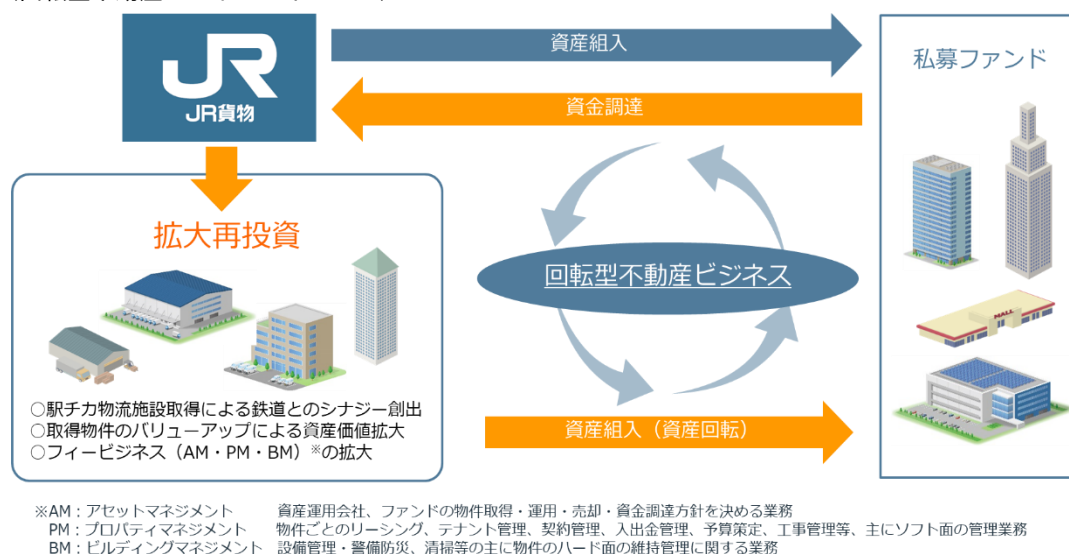 資産組入
JR
JR貨物
私募ファンド
資金調達
拡大再投資
回転型不動産ビジネス
MALL
○駅チカ物流施設取得による鉄道とのシナジー創出
○取得物件のバリューアップによる資産価値拡大
○フィービジネス（AM・PM・BM）※の拡大
資産組入（資産回転）
※AM：アセットマネジメント 資産運用会社、ファンドの物件取得・運用・売却・資金調達方針を決める業務
PM：プロパティマネジメント 物件ごとのリーシング、テナント管理、契約管理、入出金管理、予算策定、工事管理等、主にソフト面の管理業務
BM：ビルディングマネジメント 設備管理・警備防災、清掃等の主に物件のハード面の維持管理に関する業務